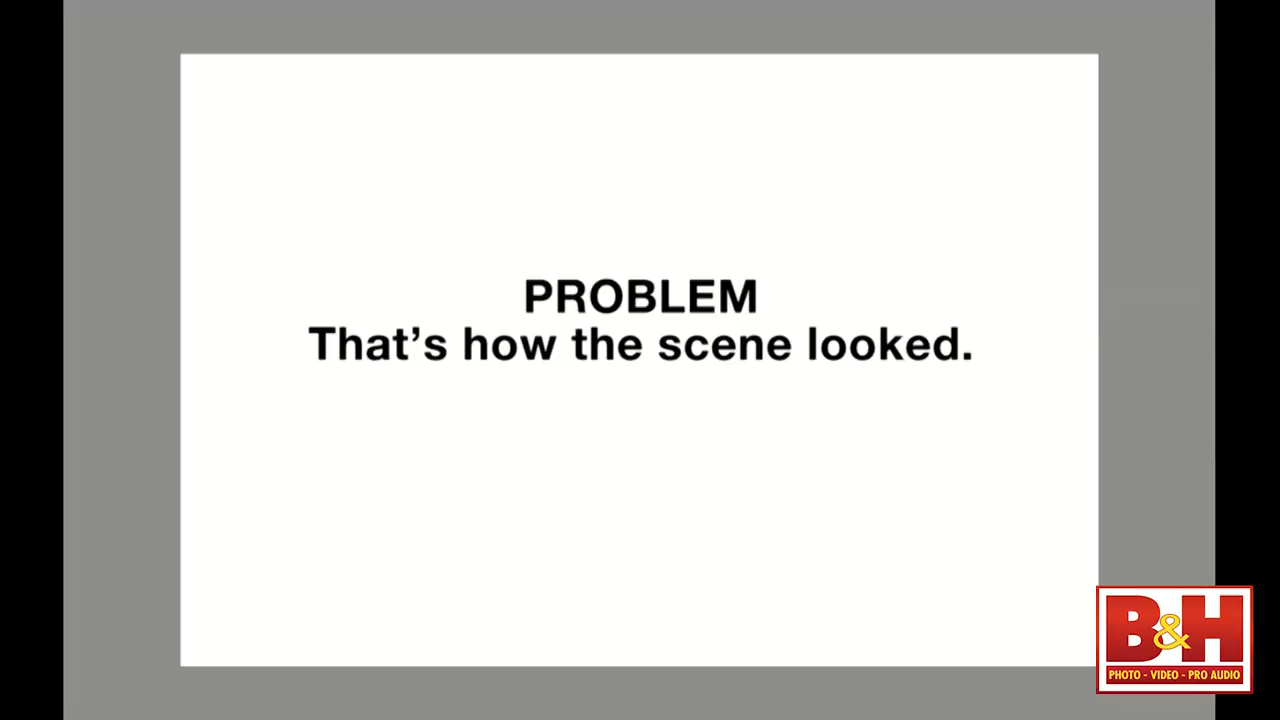 PROBLEM
That’s how the scene looked.
B&H
PHOTO - VIDEO - PRO AUDIO